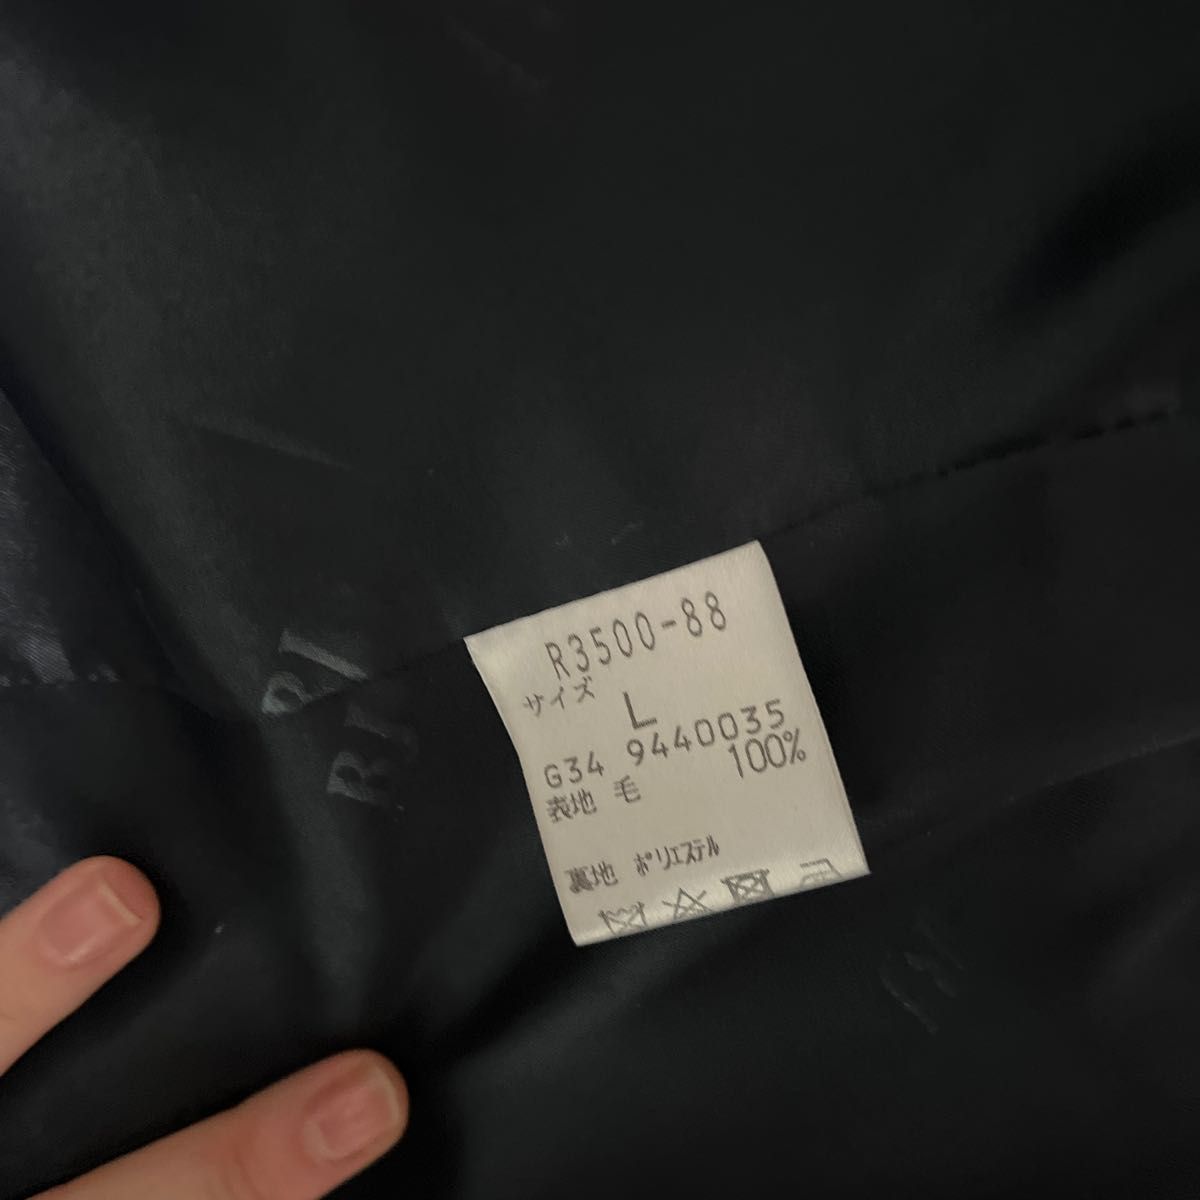 R3500-88
サイズ L
G34 9440035
表地 毛 100%
裏地 ポリエステル